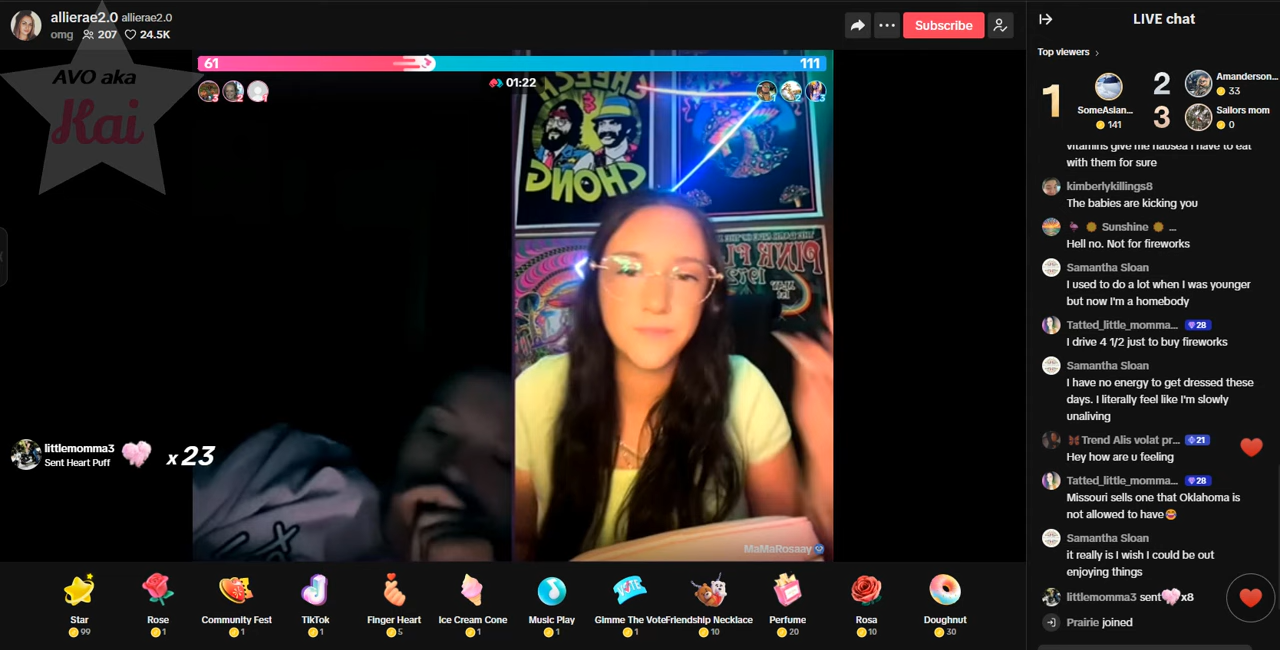 allierae2.0 allierae2.0
omg 207 24.5K
Subscribe
LIVE chat
AVO aka
Kai
61
111
01:22
Top viewers
1
SomeAsian...
141
2
Amanderson...
33
3
Sailors mom
0
CHEECH
&
CHONG
PINK
1972
vitamins give me nausea I have to eat
with them for sure
kimberlykillings8
The babies are kicking you
Sunshine ...
Hell no. Not for fireworks
Samantha Sloan
I used to do a lot when I was younger
but now I'm a homebody
Tatted_little_momma... 28
I drive 4 1/2 just to buy fireworks
Samantha Sloan
I have no energy to get dressed these
days. I literally feel like I'm slowly
unaliving
Trend Alis volat pr... 21
Hey how are u feeling
Tatted_little_momma... 28
Missouri sells one that Oklahoma is
not allowed to have
Samantha Sloan
it really is I wish I could be out
enjoying things
littlemomma3 sent x8
Prairie joined
littlemomma3
Sent Heart Puff
x 23
MaMaRosaay
Star
99
Rose
1
Community Fest
1
TikTok
1
Finger Heart
5
Ice Cream Cone
1
Music Play
1
Gimme The Vote
1
Friendship Necklace
10
Perfume
20
Rosa
10
Doughnut
30